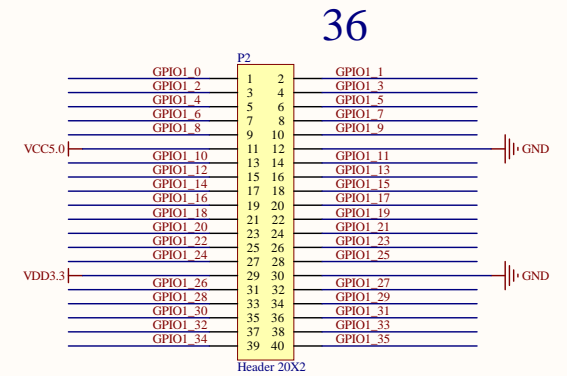 36
P2
GPIO1_0 1 2 GPIO1_1
GPIO1_2 3 4 GPIO1_3
GPIO1_4 5 6 GPIO1_5
GPIO1_6 7 8 GPIO1_7
GPIO1_8 9 10 GPIO1_9
VCC5.0 11 12 GND
GPIO1_10 13 14 GPIO1_11
GPIO1_12 15 16 GPIO1_13
GPIO1_14 17 18 GPIO1_15
GPIO1_16 19 20 GPIO1_17
GPIO1_18 21 22 GPIO1_19
GPIO1_20 23 24 GPIO1_21
GPIO1_22 25 26 GPIO1_23
GPIO1_24 27 28 GPIO1_25
VDD3.3 29 30 GND
GPIO1_26 31 32 GPIO1_27
GPIO1_28 33 34 GPIO1_29
GPIO1_30 35 36 GPIO1_31
GPIO1_32 37 38 GPIO1_33
GPIO1_34 39 40 GPIO1_35
Header 20X2